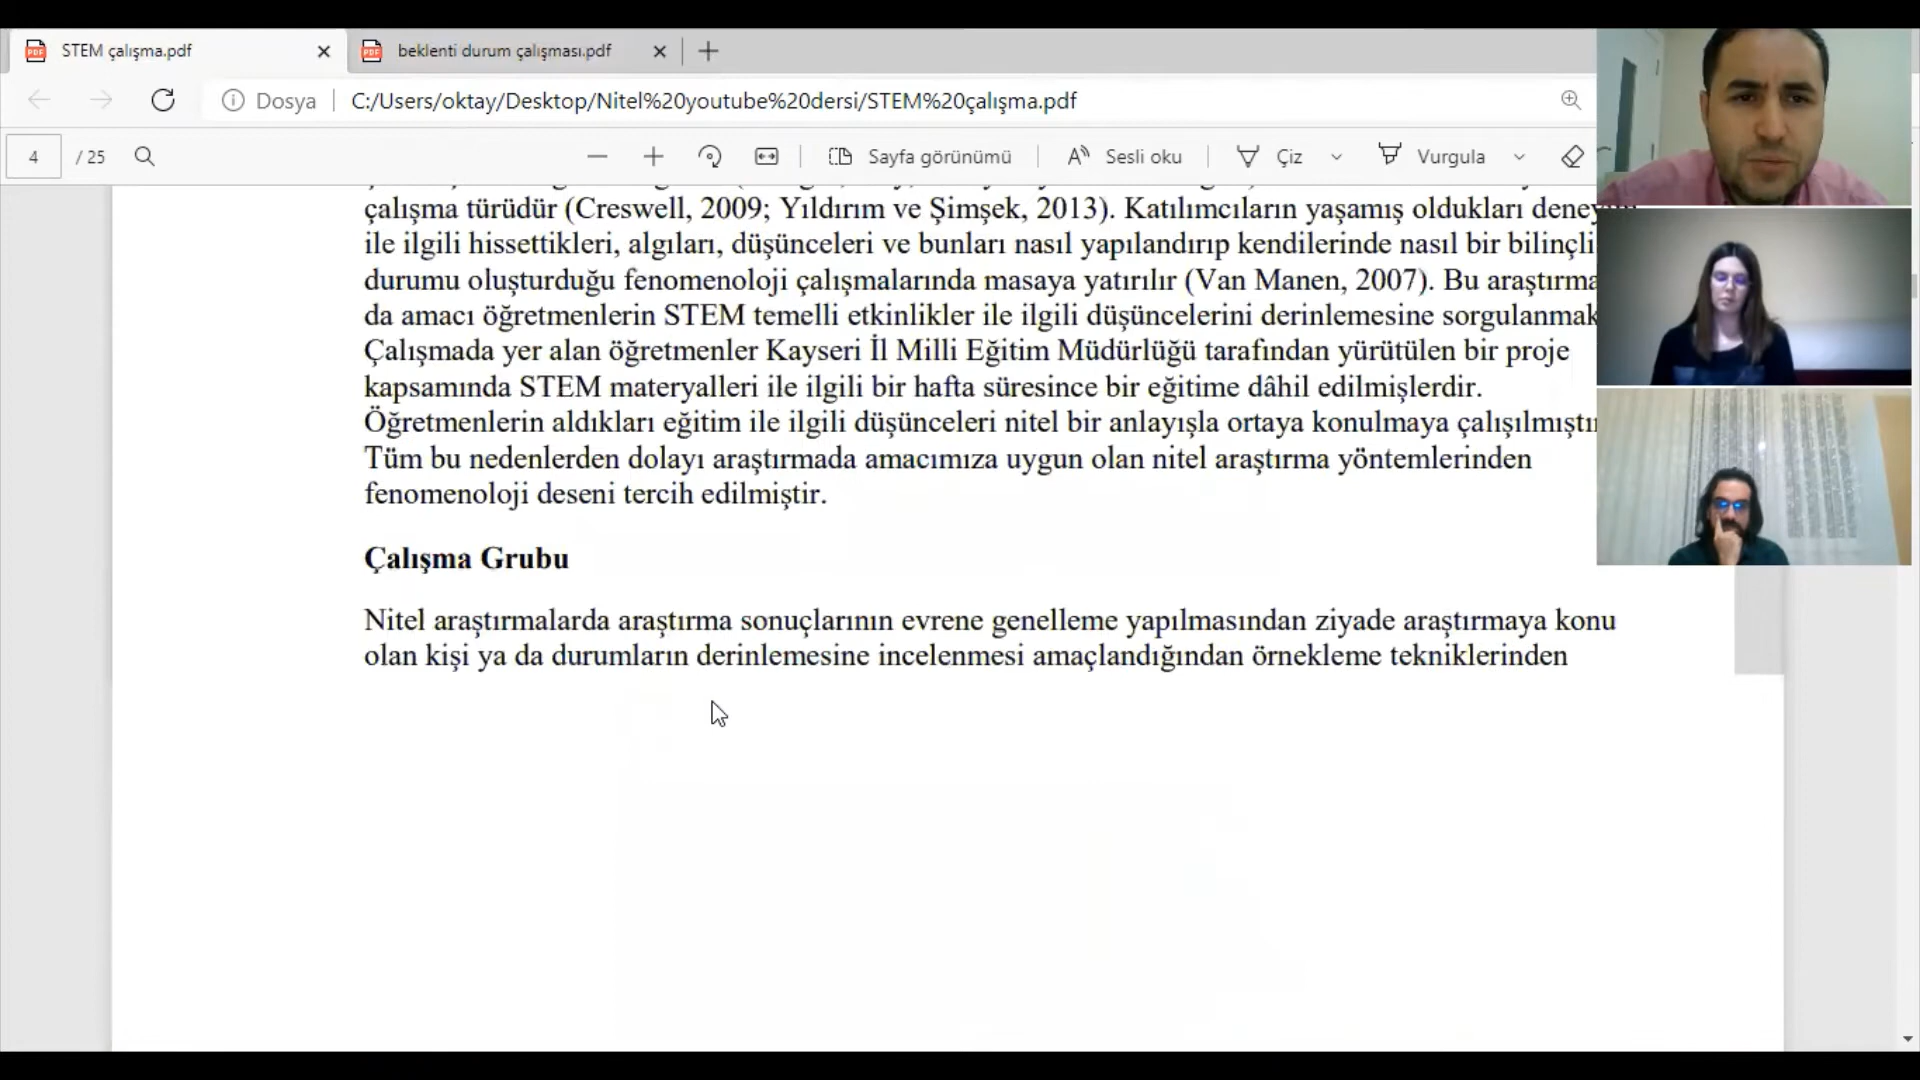 STEM çalışma.pdf
beklenti durum çalışması.pdf
Dosya
C:/Users/oktay/Desktop/Nitel%20youtube%20dersi/STEM%20çalışma.pdf
4 / 25
Sayfa görünümü
Sesli oku
Çiz
Vurgula
çalışma türüdür (Creswell, 2009; Yıldırım ve Şimşek, 2013). Katılımcıların yaşamış oldukları
ile ilgili hissettikleri, algıları, düşünceleri ve bunları nasıl yapılandırıp kendilerinde nasıl bir bilinçli
durumu oluşturduğu fenomenoloji çalışmalarında masaya yatırılır (Van Manen, 2007). Bu araştırma
da amacı öğretmenlerin STEM temelli etkinlikler ile ilgili düşüncelerini derinlemesine sorgulanmak
Çalışmada yer alan öğretmenler Kayseri İl Milli Eğitim Müdürlüğü tarafından yürütülen bir proje
kapsamında STEM materyalleri ile ilgili bir hafta süresince bir eğitime dâhil edilmişlerdir.
Öğretmenlerin aldıkları eğitim ile ilgili düşünceleri nitel bir anlayışla ortaya konulmaya
Tüm bu nedenlerden dolayı araştırmada amacımıza uygun olan nitel araştırma yöntemlerinden
fenomenoloji deseni tercih edilmiştir.
Çalışma Grubu
Nitel araştırmalarda araştırma sonuçlarının evrene genelleme yapılmasından ziyade araştırmaya konu
olan kişi ya da durumların derinlemesine incelenmesi amaçlandığından örnekleme tekniklerinden